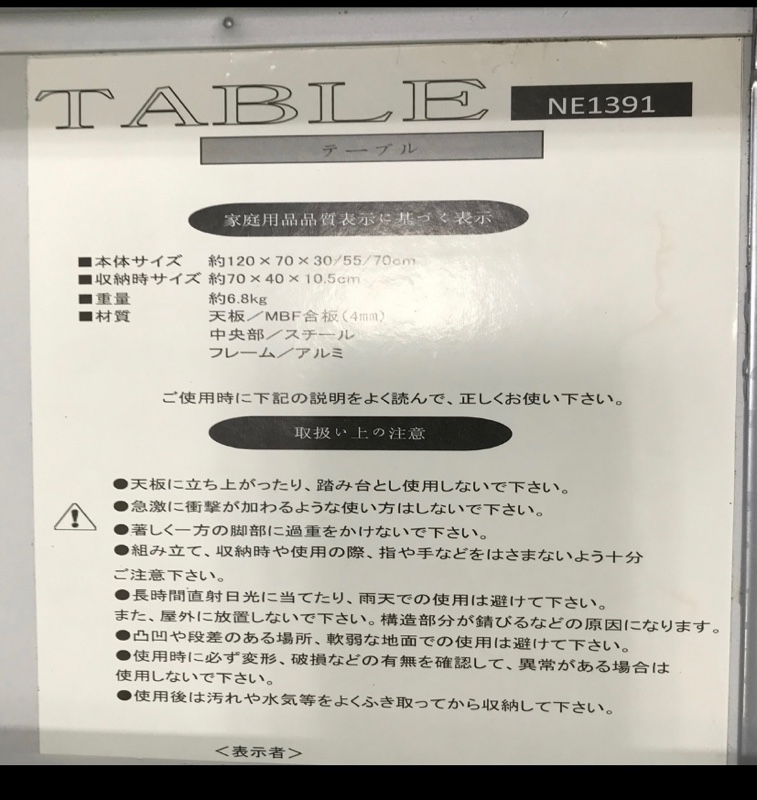 TABLE NE1391
テーブル
家庭用品品質表示に基づく表示
■本体サイズ 約120×70×30/55/70cm
■収納時サイズ 約70×40×10.5cm
■重量 約6.8kg
■材質 天板／MBF合板(4mm)
中央部／スチール
フレーム／アルミ
ご使用時に下記の説明をよく読んで、正しくお使い下さい。
取扱い上の注意
●天板に立ち上がったり、踏み台とし使用しないで下さい。
●急激に衝撃が加わるような使い方はしないで下さい。
●著しく一方の脚部に過重をかけないで下さい。
●組み立て、収納時や使用の際、指や手などをはさまないよう十分
ご注意下さい。
●長時間直射日光に当てたり、雨天での使用は避けて下さい。
また、屋外に放置しないで下さい。構造部分が錆びるなどの原因になります。
●凸凹や段差のある場所、軟弱な地面での使用は避けて下さい。
●使用時に必ず変形、破損などの有無を確認して、異常がある場合は
使用しないで下さい。
●使用後は汚れや水気等をよくふき取ってから収納して下さい。
＜表示者＞